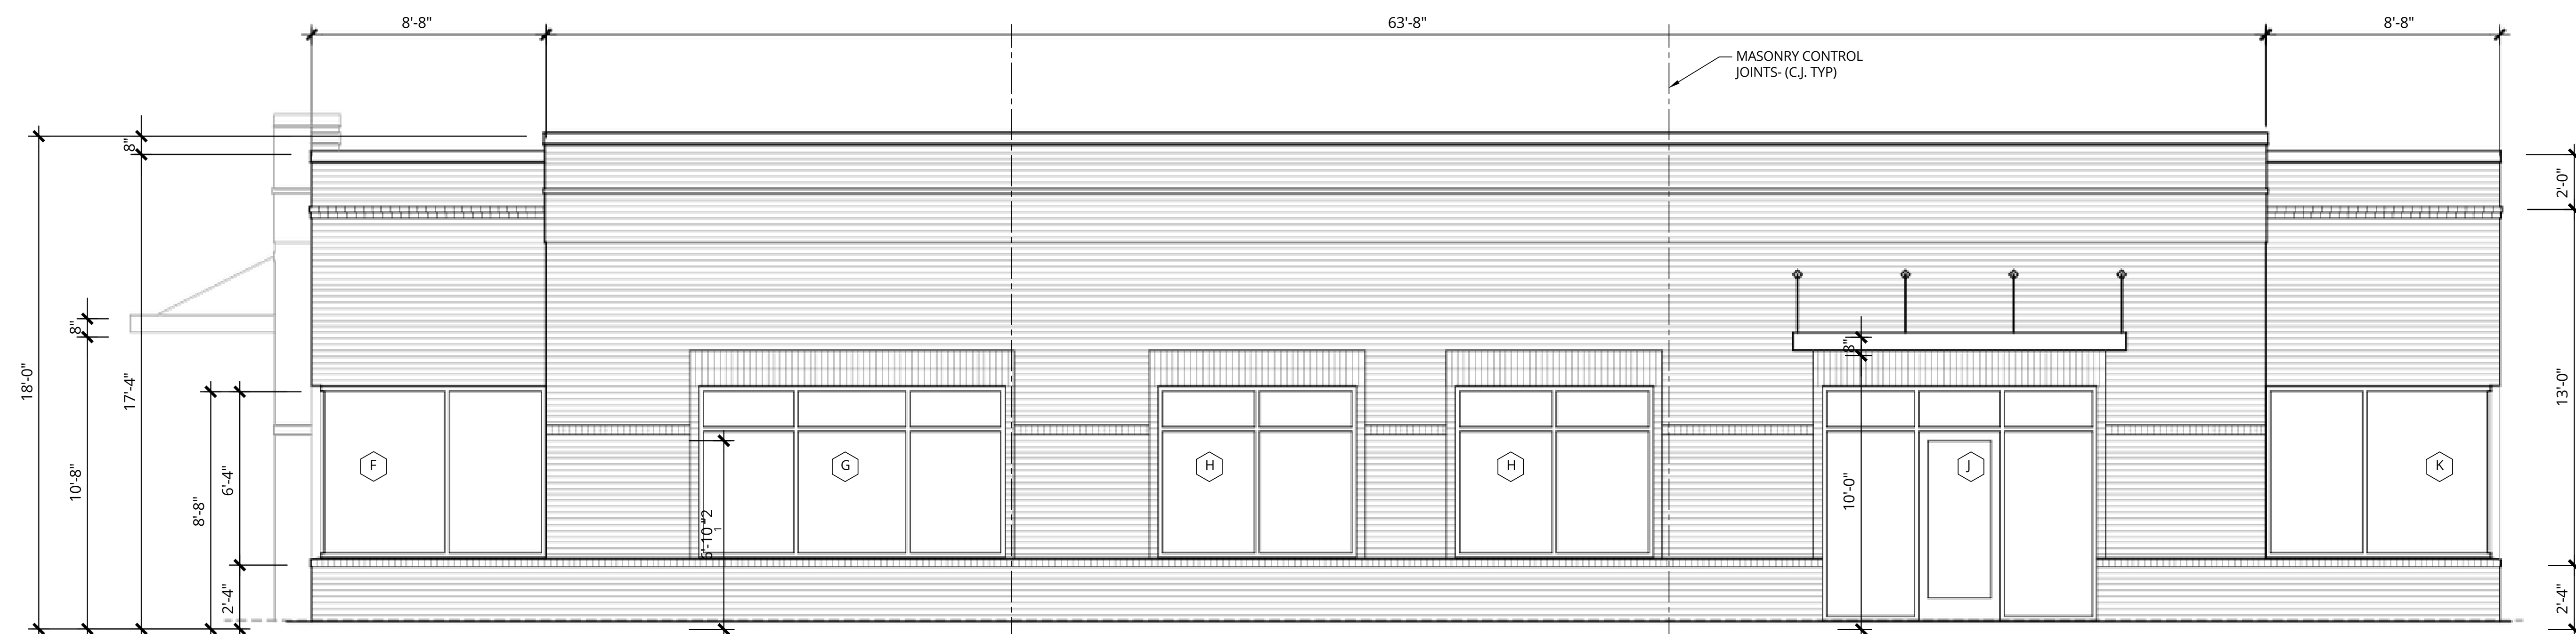 8'-8"
63'-8"
8'-8"
MASONRY CONTROL
JOINTS- (C.J. TYP)
8"
2'-0"
8"
8"
18'-0"
17'-4"
13'-0"
10'-8"
6'-4"
8'-8"
10'-0"
F
G
H
H
J
K
2'-4"
2'-4"